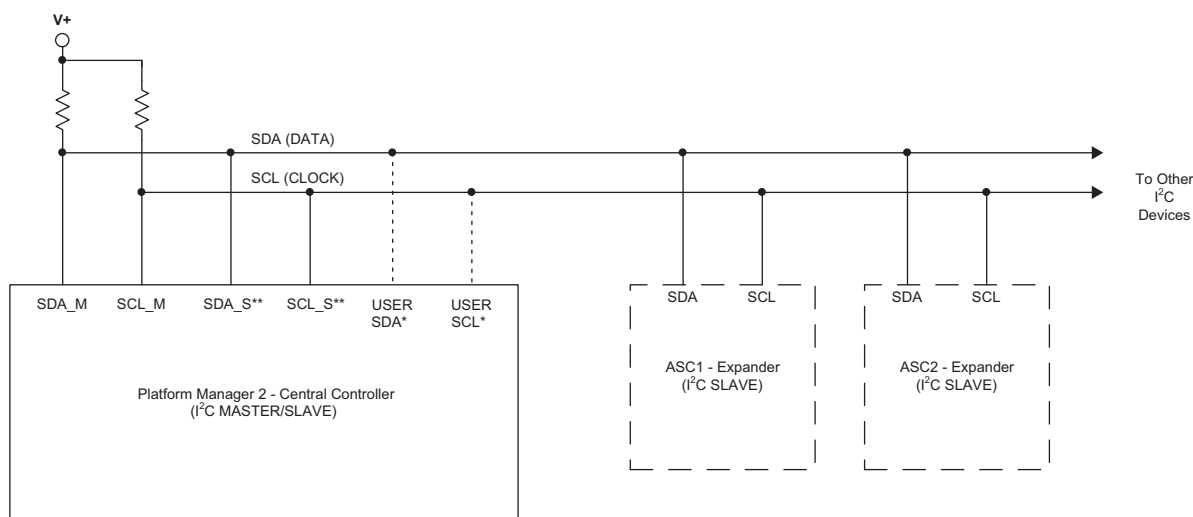 V+
SDA (DATA)
SCL (CLOCK)
To Other
I²C
Devices
SDA_M
SCL_M
SDA_S**
SCL_S**
USER
SDA*
USER
SCL*
SDA
SCL
SDA
SCL
Platform Manager 2 - Central Controller
(I²C MASTER/SLAVE)
ASC1 - Expander
(I²C SLAVE)
ASC2 - Expander
(I²C SLAVE)